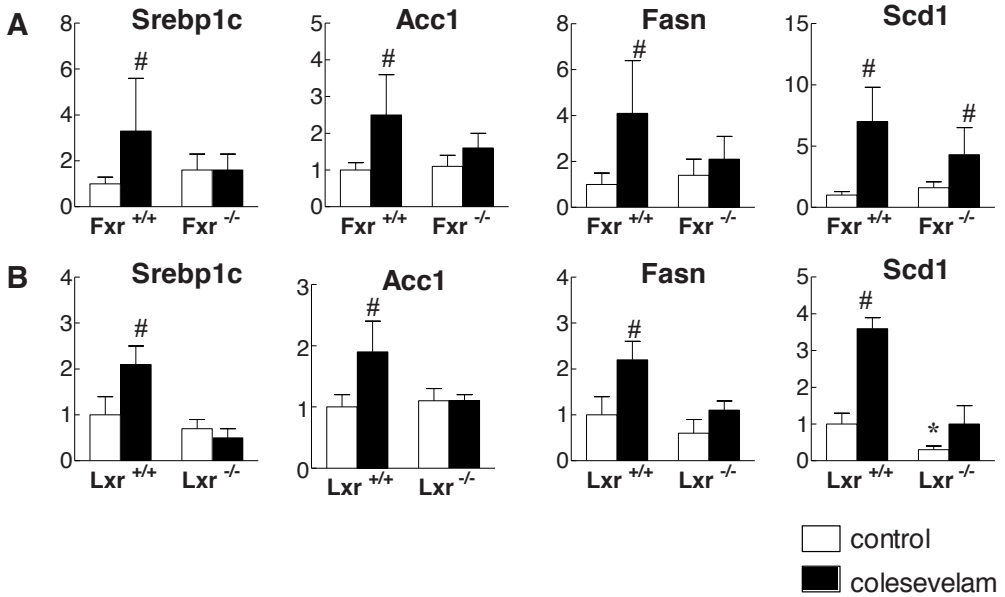 A
Srebp1c
Acc1
Fasn
Scd1
8
6
4
2
0
5
4
3
2
1
0
8
6
4
2
0
15
10
5
0
#
#
#
#
#
Fxr +/+ Fxr -/-
Fxr +/+ Fxr -/-
Fxr +/+ Fxr -/-
Fxr +/+ Fxr -/-
B
Srebp1c
Acc1
Fasn
Scd1
4
3
2
1
0
3
2
1
0
4
3
2
1
0
5
4
3
2
1
0
#
#
#
#
*
Lxr +/+ Lxr -/-
Lxr +/+ Lxr -/-
Lxr +/+ Lxr -/-
Lxr +/+ Lxr -/-
control
colesevelam